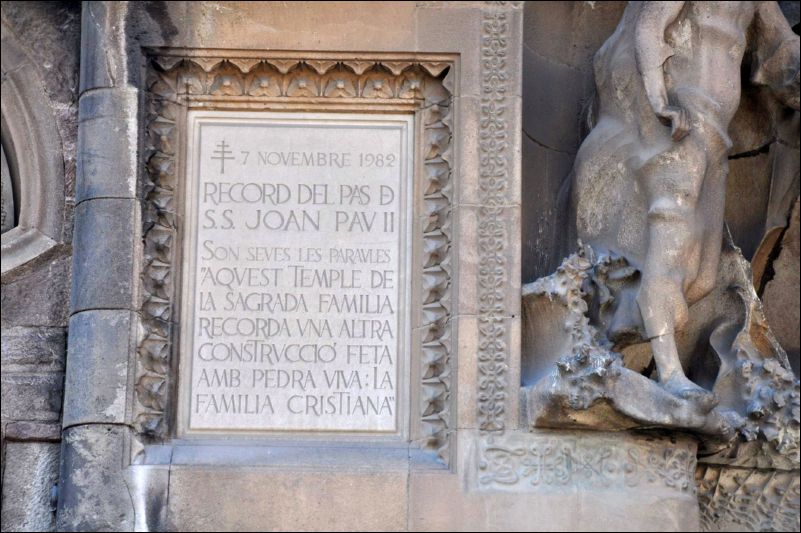 7 NOVEMBRE 1982
RECORD DEL PAS Đ
S.S. JOAN PAV II
SON SEVES LES PARAVLES
"AQVEST TEMPLE DE
LA SAGRADA FAMILIA
RECORDA VNA ALTRA
CONSTRVCCIÓ FETA
AMB PEDRA VIVA: LA
FAMILIA CRISTIANA"